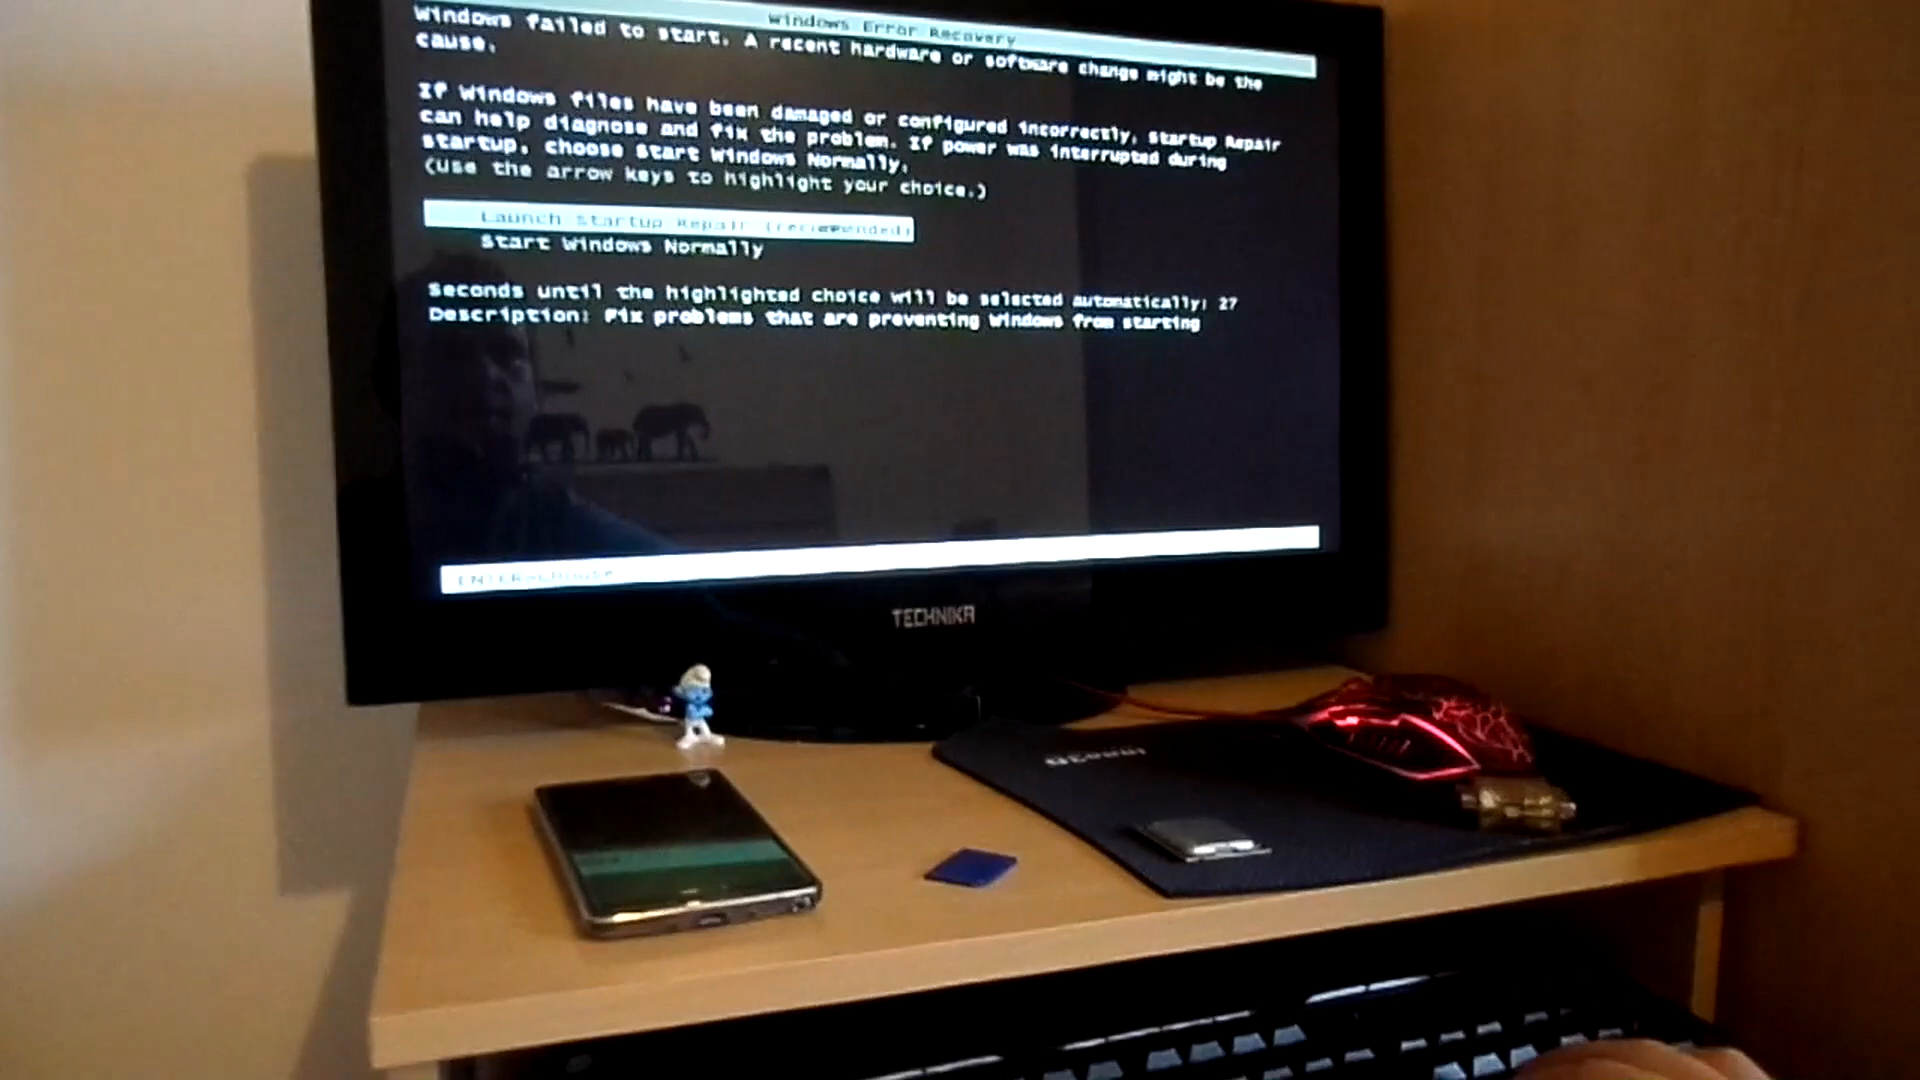 Windows Error Recovery
Windows failed to start. A recent hardware or software change might be the
cause.
If Windows files have been damaged or configured incorrectly, Startup Repair
can help diagnose and fix the problem. If power was interrupted during
startup, choose Start Windows Normally.
(Use the arrow keys to highlight your choice.)
Launch Startup Repair (recommended)
Start Windows Normally
Seconds until the highlighted choice will be selected automatically: 27
Description: Fix problems that are preventing Windows from starting
ENTER=Choose
TECHNIKA